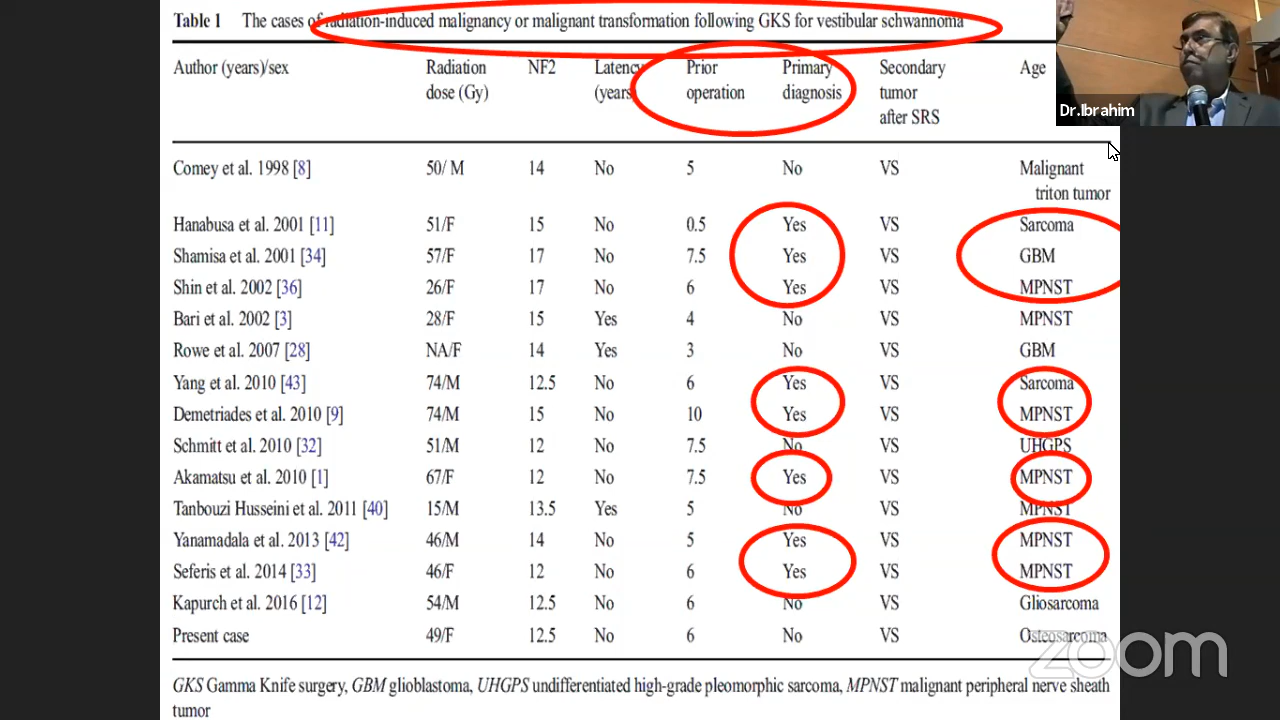 Table 1 The cases of radiation-induced malignancy or malignant transformation following GKS for vestibular schwannoma
Author (years)/sex Radiation dose (Gy) NF2 Latency (years) Prior operation Primary diagnosis Secondary tumor after SRS Age
Dr.Ibrahim
Comey et al. 1998 [8] 50/ M 14 No 5 No VS Malignant triton tumor
Hanabusa et al. 2001 [11] 51/F 15 No 0.5 Yes VS Sarcoma
Shamisa et al. 2001 [34] 57/F 17 No 7.5 Yes VS GBM
Shin et al. 2002 [36] 26/F 17 No 6 Yes VS MPNST
Bari et al. 2002 [3] 28/F 15 Yes 4 No VS MPNST
Rowe et al. 2007 [28] NA/F 14 Yes 3 No VS GBM
Yang et al. 2010 [43] 74/M 12.5 No 6 Yes VS Sarcoma
Demetriades et al. 2010 [9] 74/M 15 No 10 Yes VS MPNST
Schmitt et al. 2010 [32] 51/M 12 No 7.5 No VS UHGPS
Akamatsu et al. 2010 [1] 67/F 12 No 7.5 Yes VS MPNST
Tanbouzi Husseini et al. 2011 [40] 15/M 13.5 Yes 5 No VS MPNST
Yanamadala et al. 2013 [42] 46/M 14 No 5 Yes VS MPNST
Seferis et al. 2014 [33] 46/F 12 No 6 Yes VS MPNST
Kapurch et al. 2016 [12] 54/M 12.5 No 6 No VS Gliosarcoma
Present case 49/F 12.5 No 6 No VS Osteosarcoma
zoom
GKS Gamma Knife surgery, GBM glioblastoma, UHGPS undifferentiated high-grade pleomorphic sarcoma, MPNST malignant peripheral nerve sheath
tumor